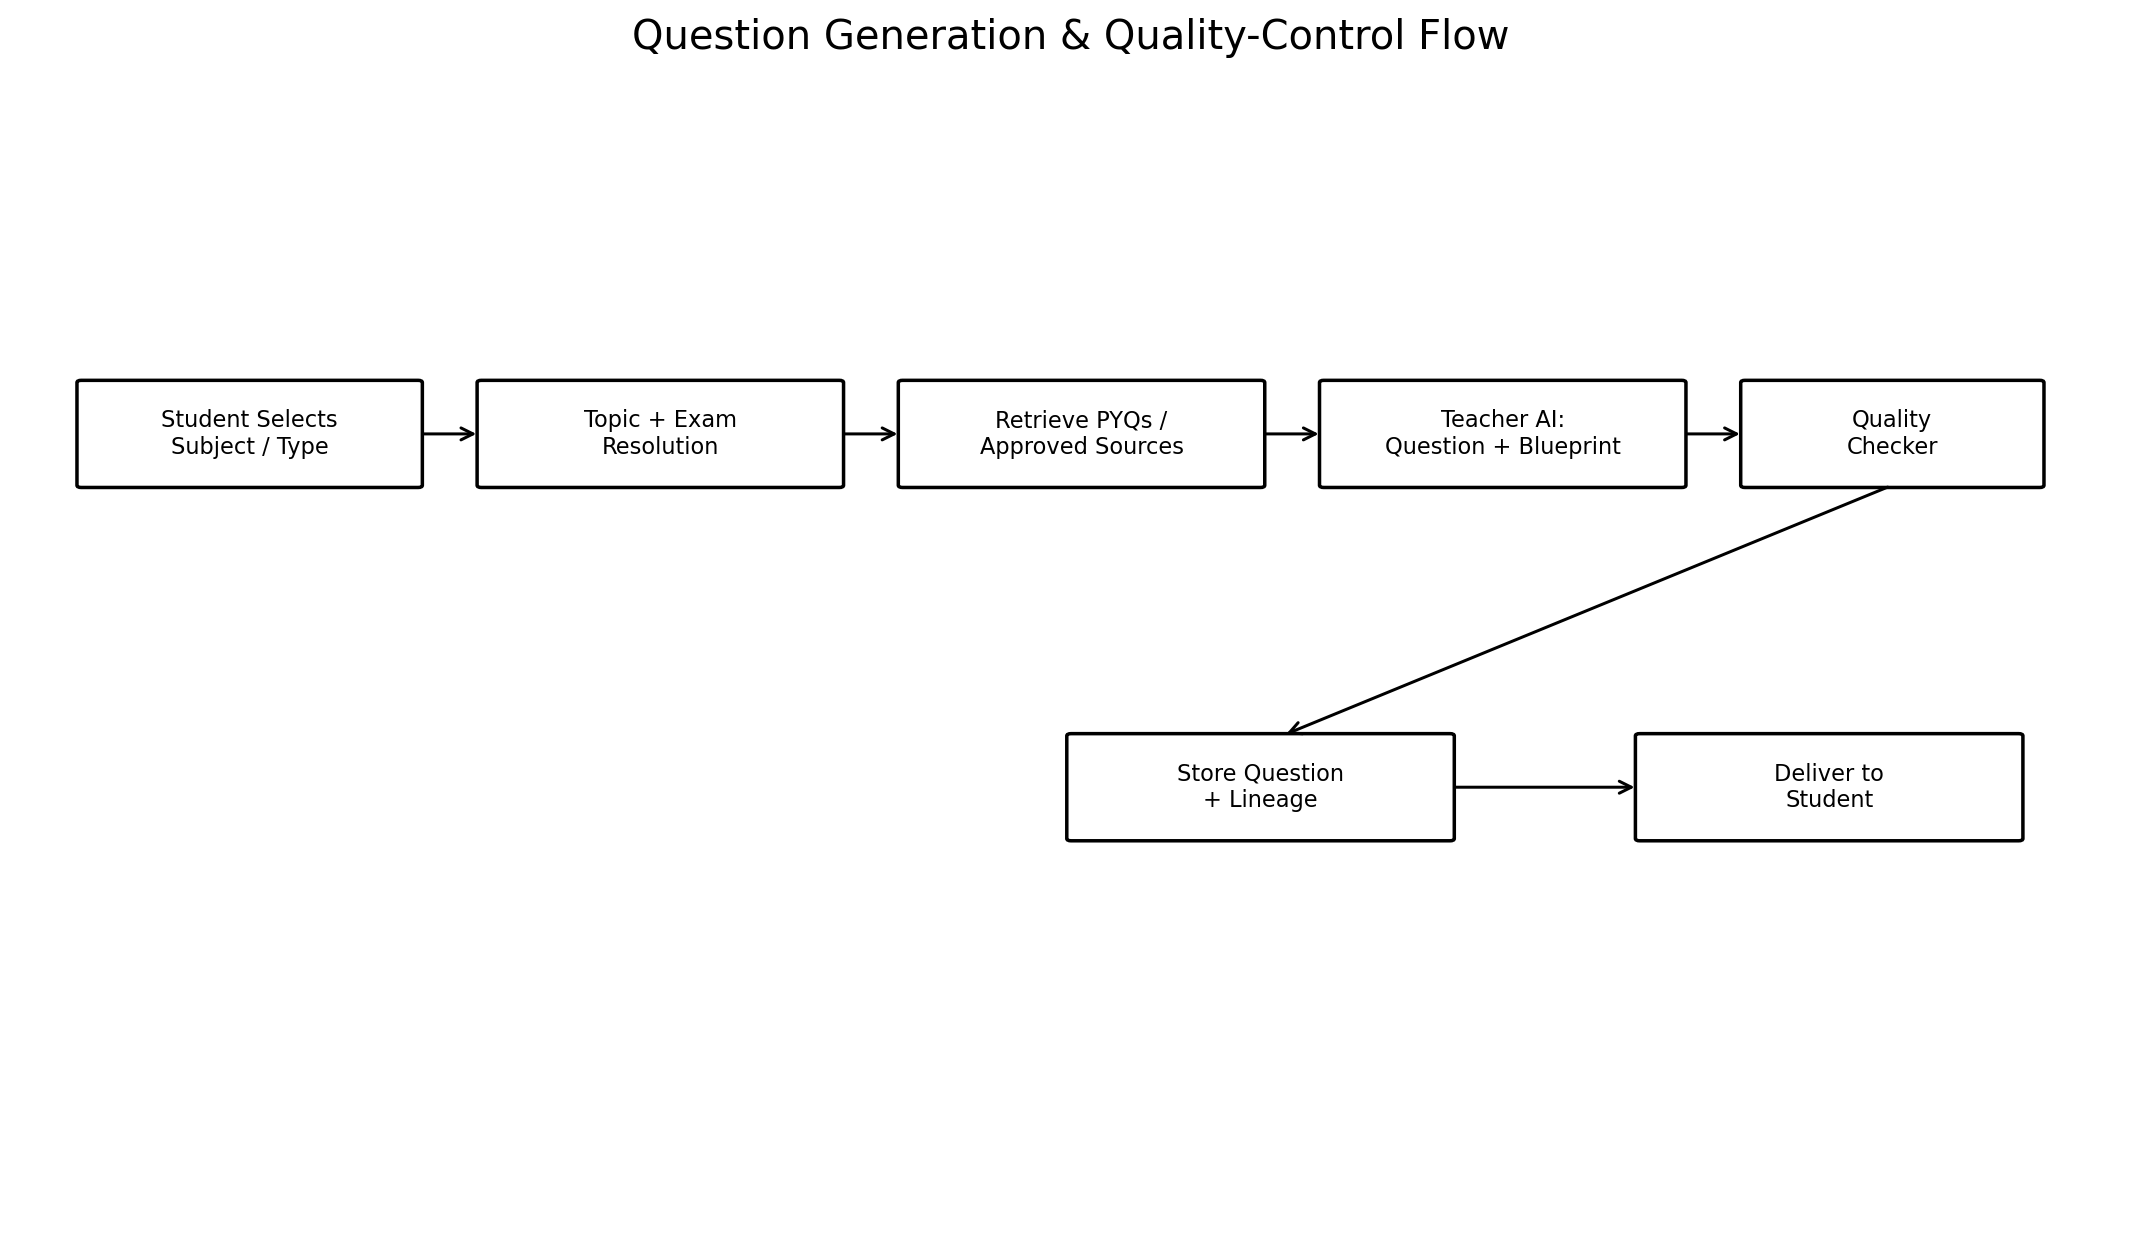 Question Generation & Quality-Control Flow
Student Selects
Subject / Type
Topic + Exam
Resolution
Retrieve PYQs /
Approved Sources
Teacher AI:
Question + Blueprint
Quality
Checker
Store Question
+ Lineage
Deliver to
Student